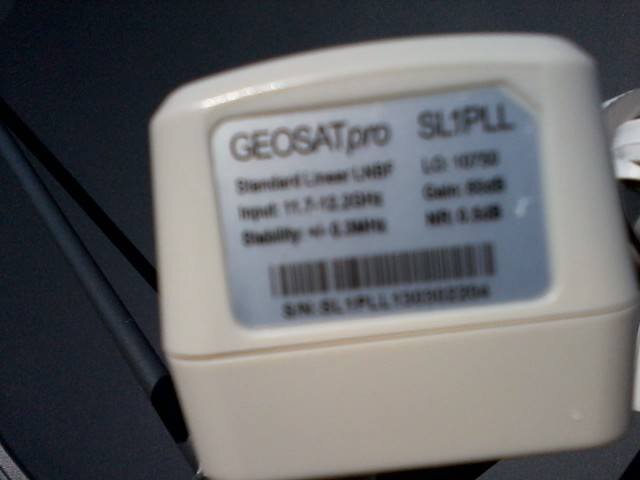 GEOSATpro SL1PLL
Standard Linear LNBF LO: 10750
Input: 11.7-12.2GHz Gain: 60dB
Stability: +/- 0.3MHz NR: 0.5dB
S/N:SL1PLL130302204